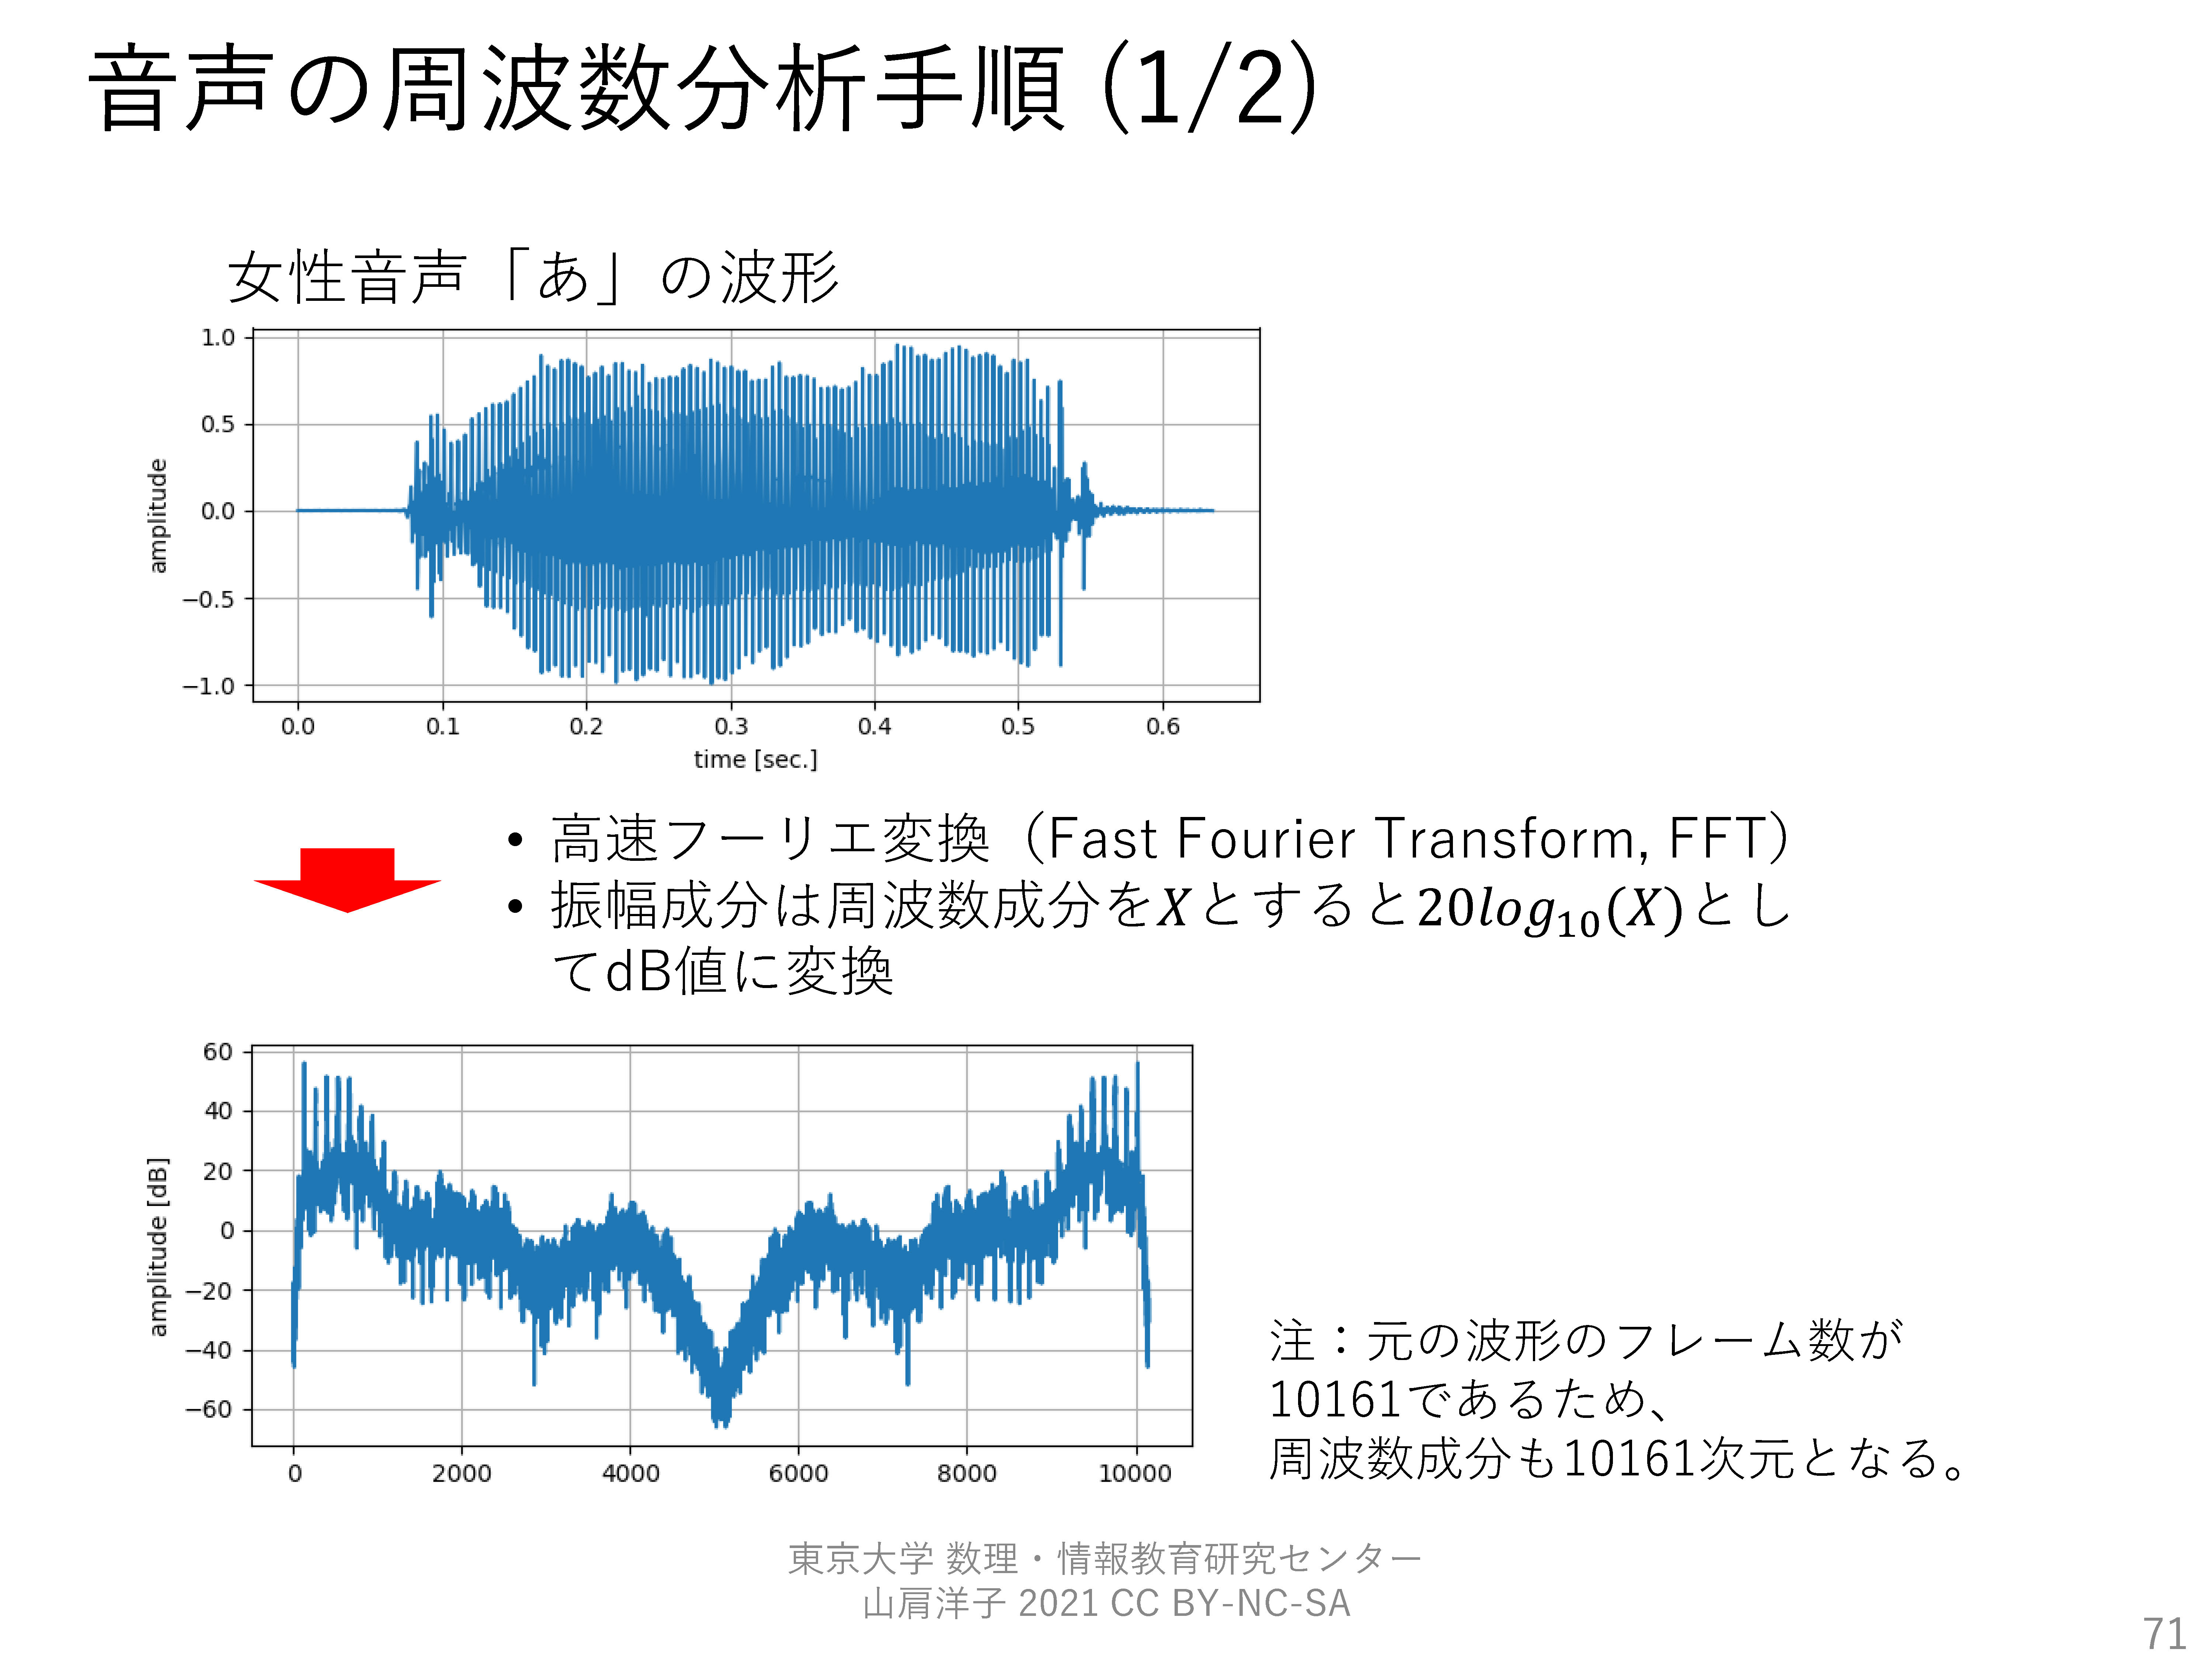 音声の周波数分析手順 (1/2)
女性音声「あ」の波形
1.0
0.5
0.0
−0.5
−1.0
amplitude
0.0 0.1 0.2 0.3 0.4 0.5 0.6
time [sec.]
• 高速フーリエ変換（Fast Fourier Transform, FFT）
• 振幅成分は周波数成分をXとすると20log₁₀(X)とし
てdB値に変換
60
40
20
0
−20
−40
−60
amplitude [dB]
0 2000 4000 6000 8000 10000
注：元の波形のフレーム数が
10161であるため、
周波数成分も10161次元となる。
東京大学 数理・情報教育研究センター
山肩洋子 2021 CC BY-NC-SA
71